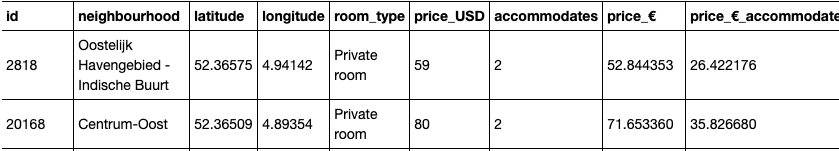 id neighbourhood latitude longitude room_type price_USD accommodates price_€ price_€_accommodate
Oostelijk
2818 Havengebied - 52.36575 4.94142 Private room 59 2 52.844353 26.422176
Indische Buurt
20168 Centrum-Oost 52.36509 4.89354 Private room 80 2 71.653360 35.826680